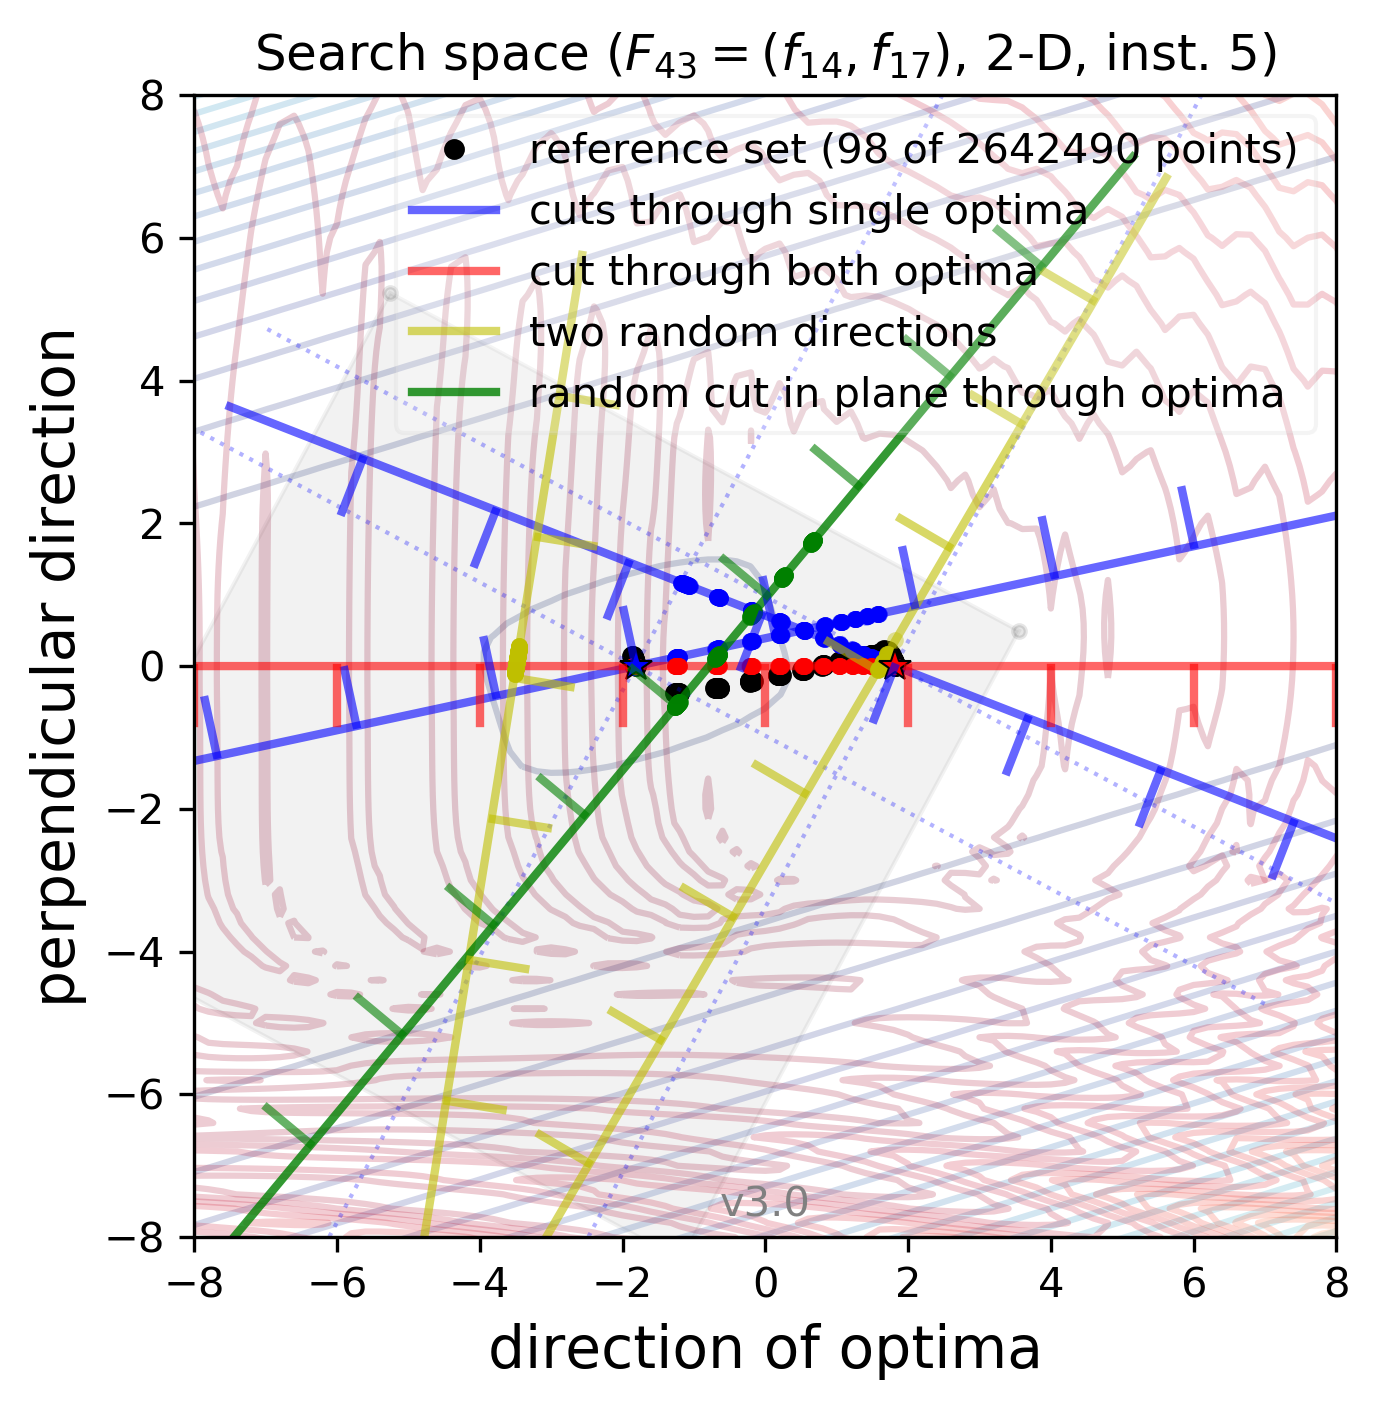 Search space (F₄₃ = (f₁₄, f₁₇), 2-D, inst. 5)
reference set (98 of 2642490 points)
cuts through single optima
cut through both optima
two random directions
random cut in plane through optima
perpendicular direction
8
6
4
2
0
−2
−4
−6
−8
v3.0
−8 −6 −4 −2 0 2 4 6 8
direction of optima